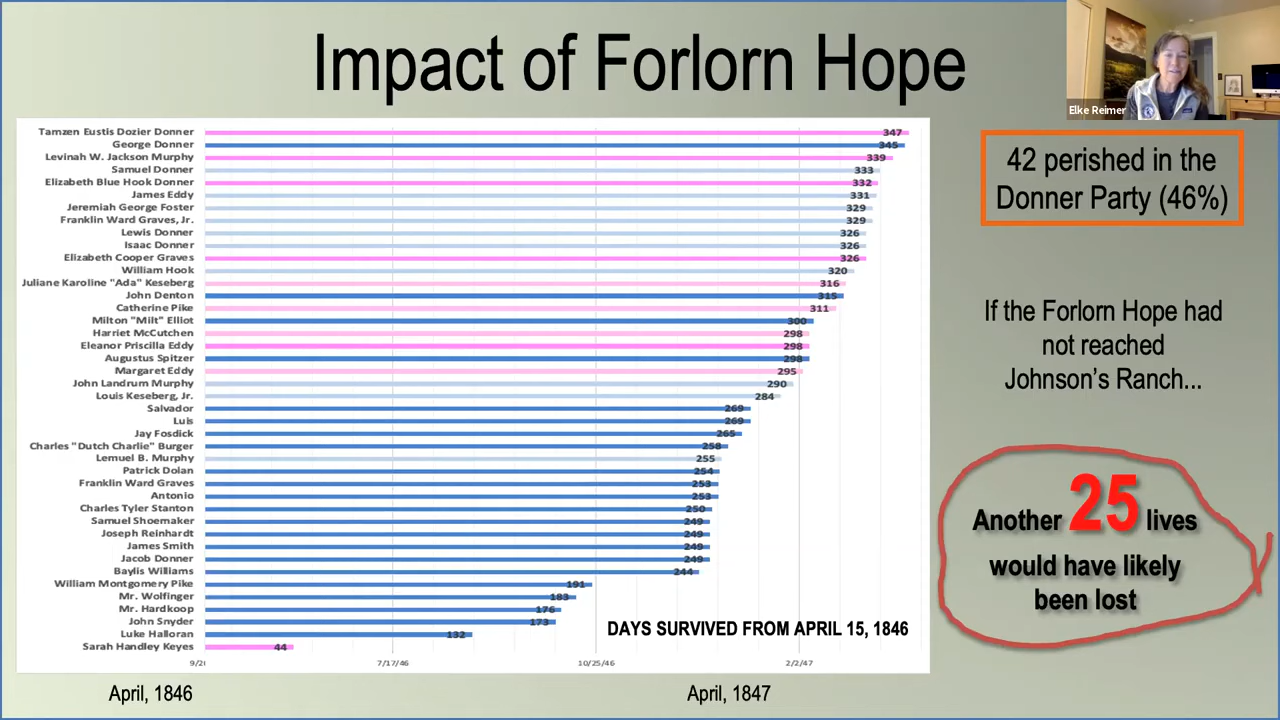 Impact of Forlorn Hope
Elke Reimer
Tamzen Eustis Dozier Donner 347
George Donner 345
Levinah W. Jackson Murphy 339
Samuel Donner 333
Elizabeth Blue Hook Donner 332
James Eddy 331
Jeremiah George Foster 329
Franklin Ward Graves, Jr. 329
Lewis Donner 326
Isaac Donner 326
Elizabeth Cooper Graves 326
William Hook 320
Juliane Karoline "Ada" Keseberg 316
John Denton 315
Catherine Pike 311
Milton "Milt" Elliot 300
Harriet McCutchen 298
Eleanor Priscilla Eddy 298
Augustus Spitzer 298
Margaret Eddy 295
John Landrum Murphy 290
Louis Keseberg, Jr. 284
Salvador 269
Luis 269
Jay Fosdick 265
Charles "Dutch Charlie" Burger 258
Lemuel B. Murphy 255
Patrick Dolan 254
Franklin Ward Graves 253
Antonio 253
Charles Tyler Stanton 250
Samuel Shoemaker 249
Joseph Reinhardt 249
James Smith 249
Jacob Donner 249
Baylis Williams 244
William Montgomery Pike 191
Mr. Wolfinger 183
Mr. Hardkoop 176
John Snyder 173
Luke Halloran 132
Sarah Handley Keyes 44
DAYS SURVIVED FROM APRIL 15, 1846
7/17/46 10/25/46 2/2/47
April, 1846 April, 1847
42 perished in the
Donner Party (46%)
If the Forlorn Hope had
not reached
Johnson's Ranch...
Another 25 lives
would have likely
been lost